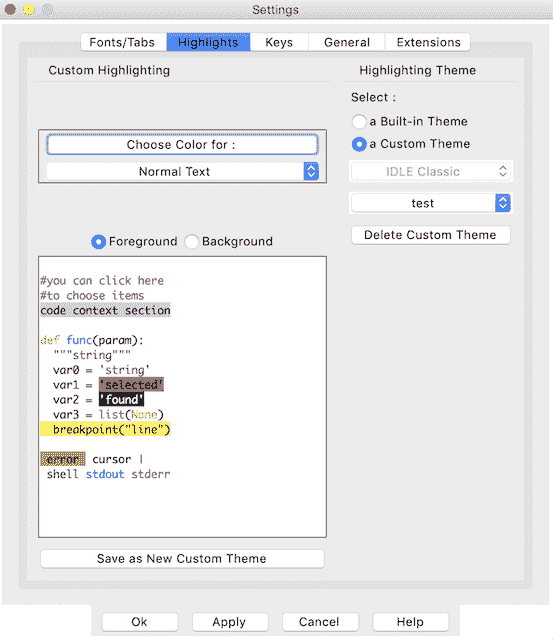 Settings
Fonts/Tabs Highlights Keys General Extensions
Custom Highlighting
Choose Color for :
Normal Text
Foreground Background
#you can click here
#to choose items
code context section
def func(param):
"""string"""
var0 = 'string'
var1 = 'selected'
var2 = 'found'
var3 = list(None)
breakpoint("line")
error cursor |
shell stdout stderr
Save as New Custom Theme
Highlighting Theme
Select :
a Built-in Theme
a Custom Theme
IDLE Classic
test
Delete Custom Theme
Ok Apply Cancel Help